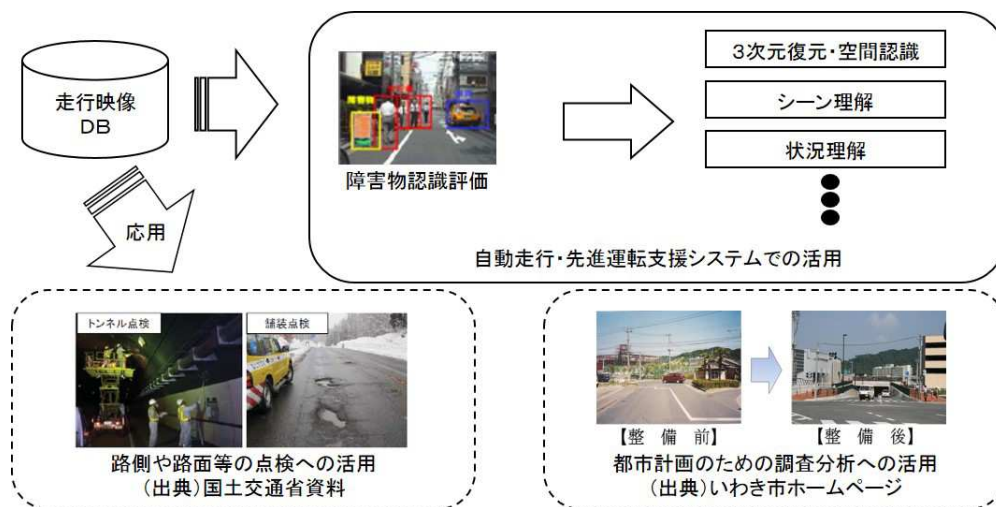 走行映像
DB
障害物認識評価
3次元復元・空間認識
シーン理解
状況理解
自動走行・先進運転支援システムでの活用
応用
トンネル点検
舗装点検
路側や路面等の点検への活用
(出典)国土交通省資料
【整 備 前】
【整 備 後】
都市計画のための調査分析への活用
(出典)いわき市ホームページ